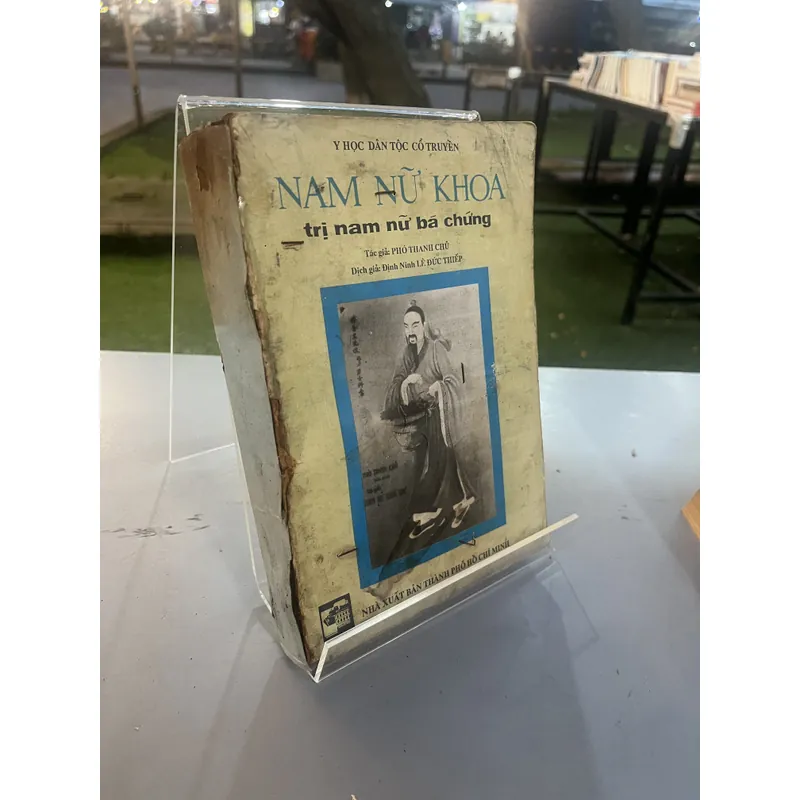 Y HỌC DÂN TỘC CỔ TRUYỀN
NAM NỮ KHOA
trị nam nữ bá chứng
Tác giả: PHÓ THANH CHỦ
Dịch giả: Định Ninh LÊ ĐỨC THIẾP
NHÀ XUẤT BẢN THÀNH PHỐ HỒ CHÍ MINH